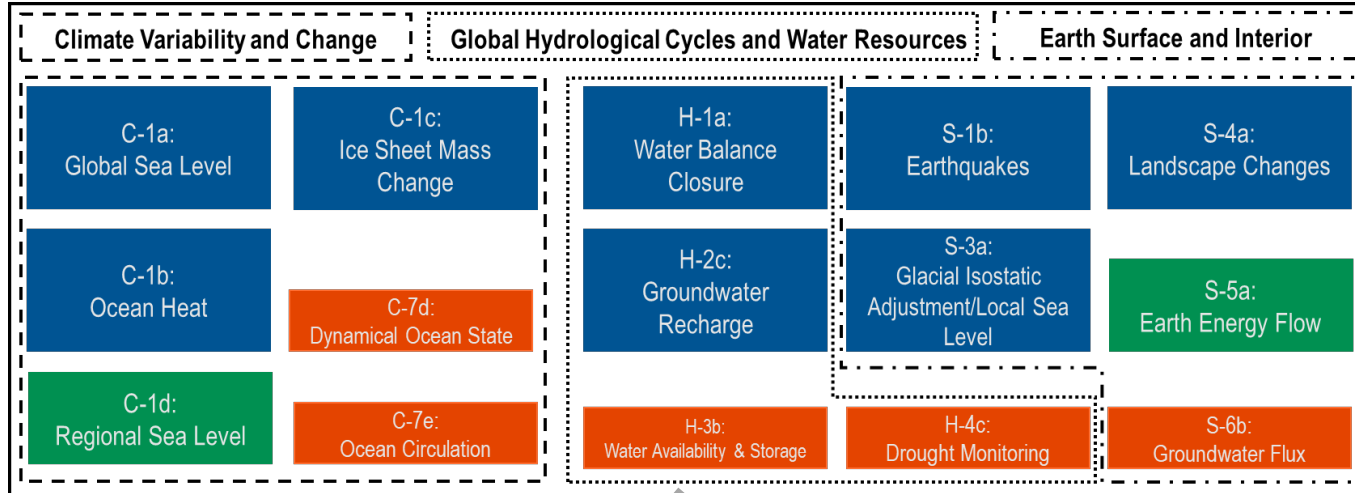 Climate Variability and Change
Global Hydrological Cycles and Water Resources
Earth Surface and Interior
C-1a:
Global Sea Level
C-1c:
Ice Sheet Mass
Change
C-1b:
Ocean Heat
C-7d:
Dynamical Ocean State
C-1d:
Regional Sea Level
C-7e:
Ocean Circulation
H-1a:
Water Balance
Closure
H-2c:
Groundwater
Recharge
H-3b:
Water Availability & Storage
H-4c:
Drought Monitoring
S-1b:
Earthquakes
S-4a:
Landscape Changes
S-3a:
Glacial Isostatic
Adjustment/Local Sea
Level
S-5a:
Earth Energy Flow
S-6b:
Groundwater Flux